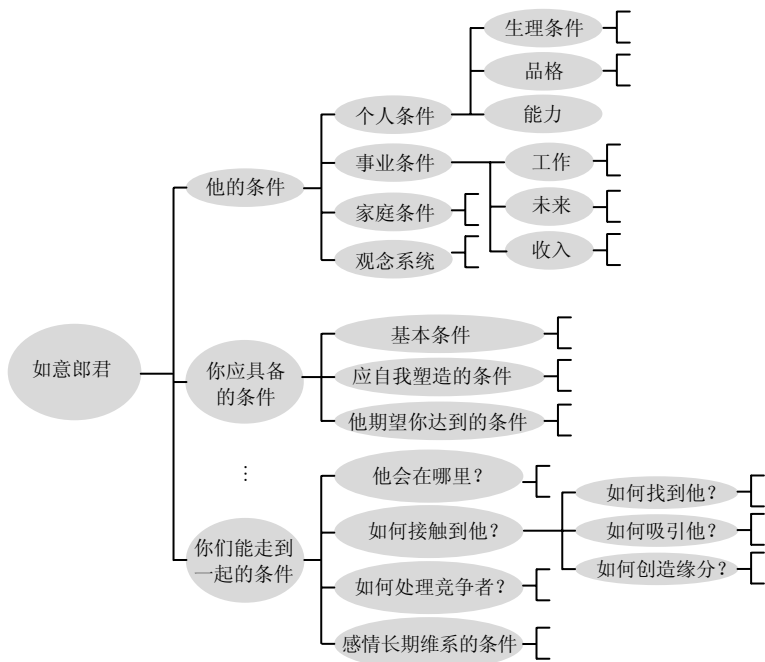 如意郎君
他的条件
个人条件
生理条件
品格
能力
事业条件
工作
未来
收入
家庭条件
观念系统
你应具备
的条件
基本条件
应自我塑造的条件
他期望你达到的条件
⋮
你们能走到
一起的条件
他会在哪里？
如何接触到他？
如何找到他？
如何吸引他？
如何创造缘分？
如何处理竞争者？
感情长期维系的条件